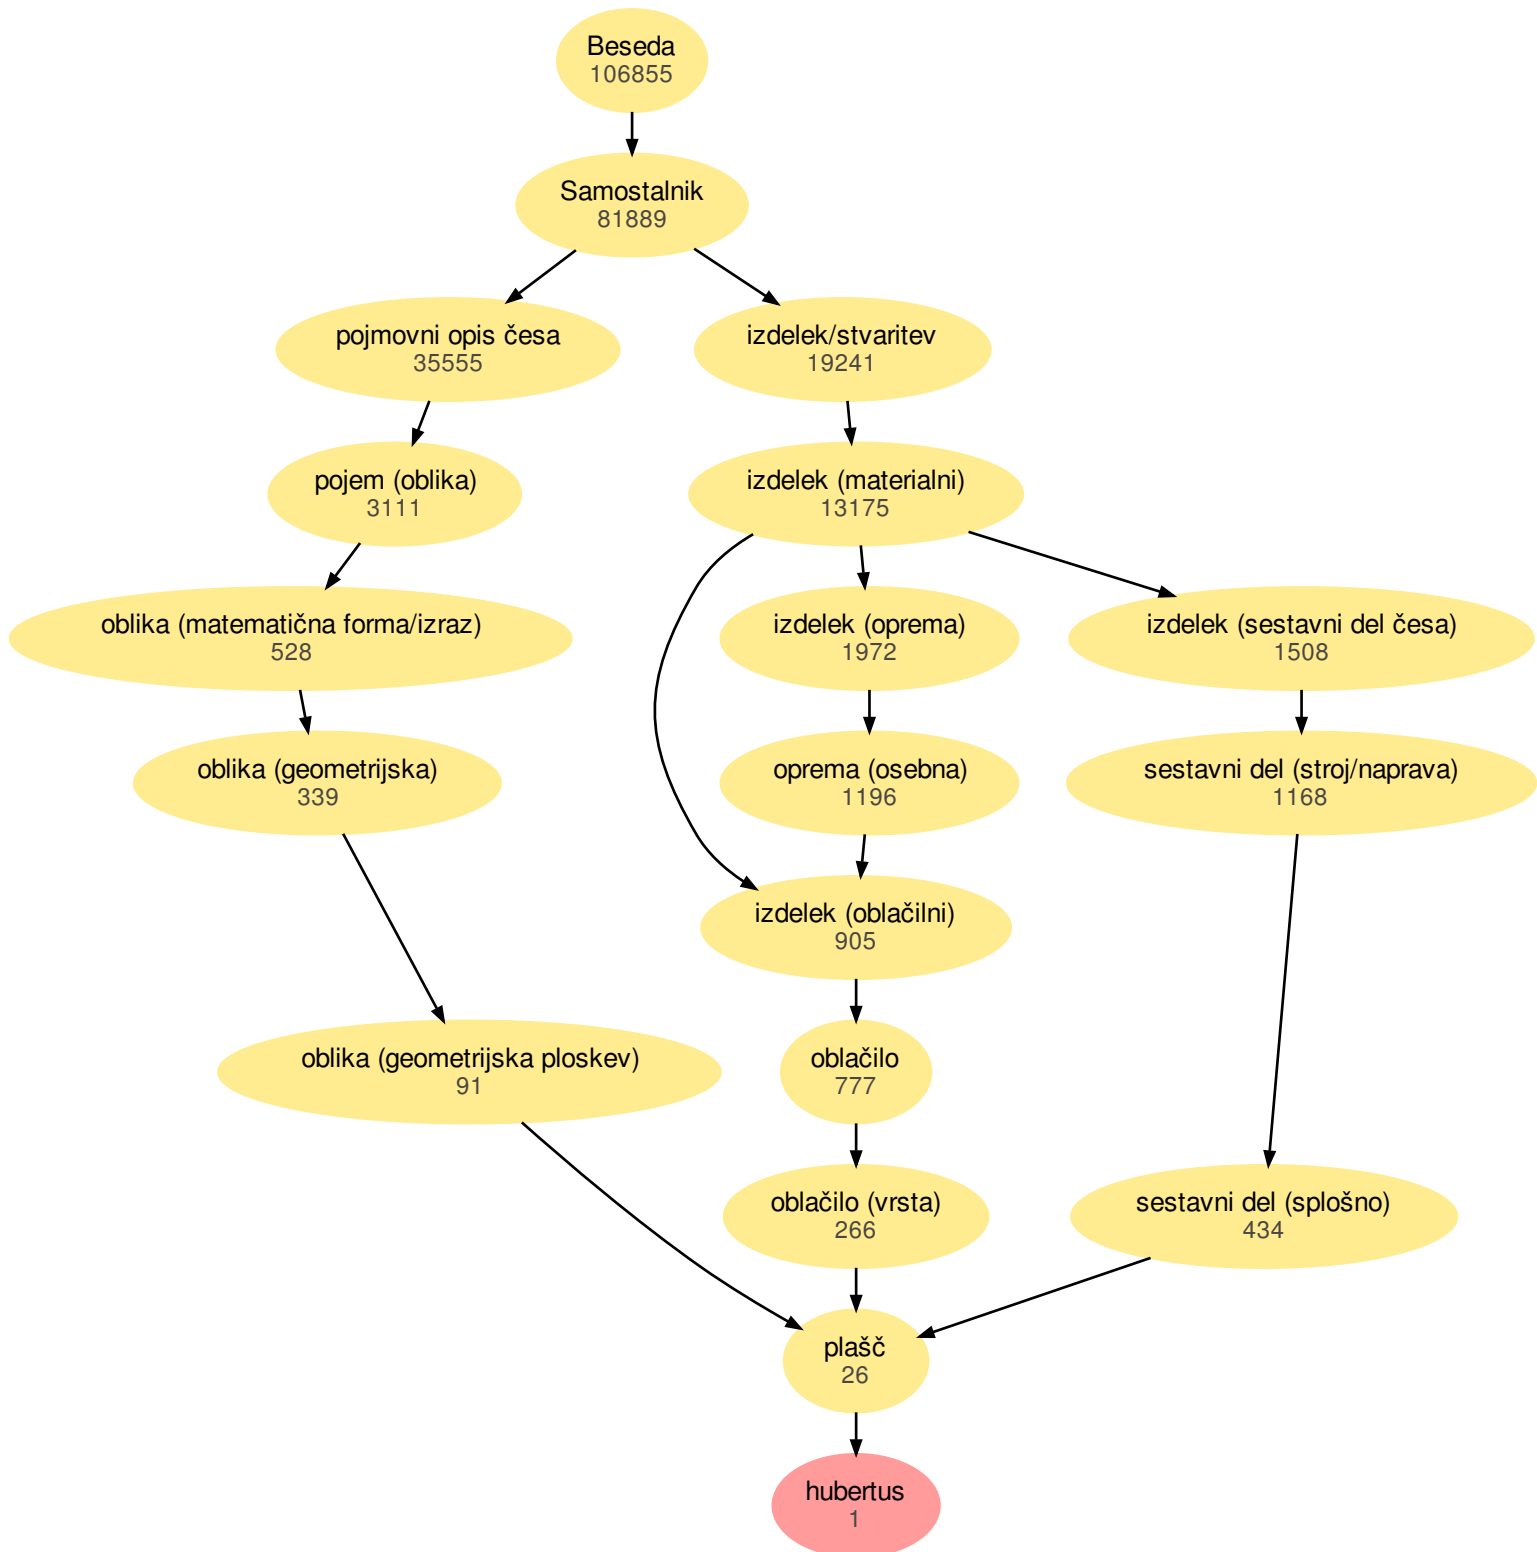 Beseda
106855
Samostalnik
81889
pojmovni opis česa
35555
izdelek/stvaritev
19241
pojem (oblika)
3111
izdelek (materialni)
13175
oblika (matematična forma/izraz)
528
izdelek (oprema)
1972
izdelek (sestavni del česa)
1508
oblika (geometrijska)
339
oprema (osebna)
1196
sestavni del (stroj/naprava)
1168
izdelek (oblačilni)
905
oblika (geometrijska ploskev)
91
oblačilo
777
oblačilo (vrsta)
266
sestavni del (splošno)
434
plašč
26
hubertus
1